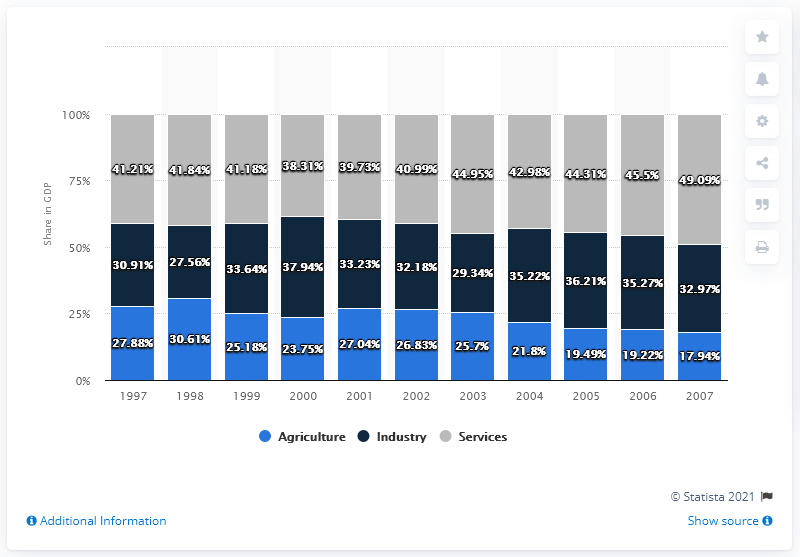 Share in GDP
100%
75%
50%
25%
0%
41.21% 41.84% 41.18% 38.31% 39.73% 40.99% 44.95% 42.98% 44.31% 45.5% 49.09%
30.91% 27.56% 33.64% 37.94% 33.23% 32.18% 29.34% 35.22% 36.21% 35.27% 32.97%
27.88% 30.61% 25.18% 23.75% 27.04% 26.83% 25.7% 21.8% 19.49% 19.22% 17.94%
1997 1998 1999 2000 2001 2002 2003 2004 2005 2006 2007
Agriculture Industry Services
© Statista 2021
Additional Information Show source